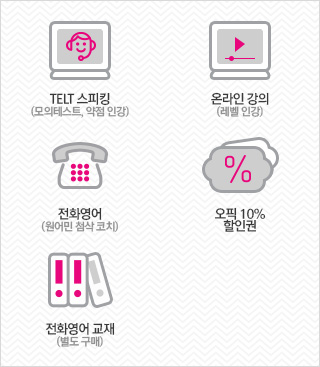 TELT 스피킹
(모의테스트, 약점 인강)
온라인 강의
(레벨 인강)
전화영어
(원어민 첨삭 코치)
오픽 10%
할인권
전화영어 교재
(별도 구매)